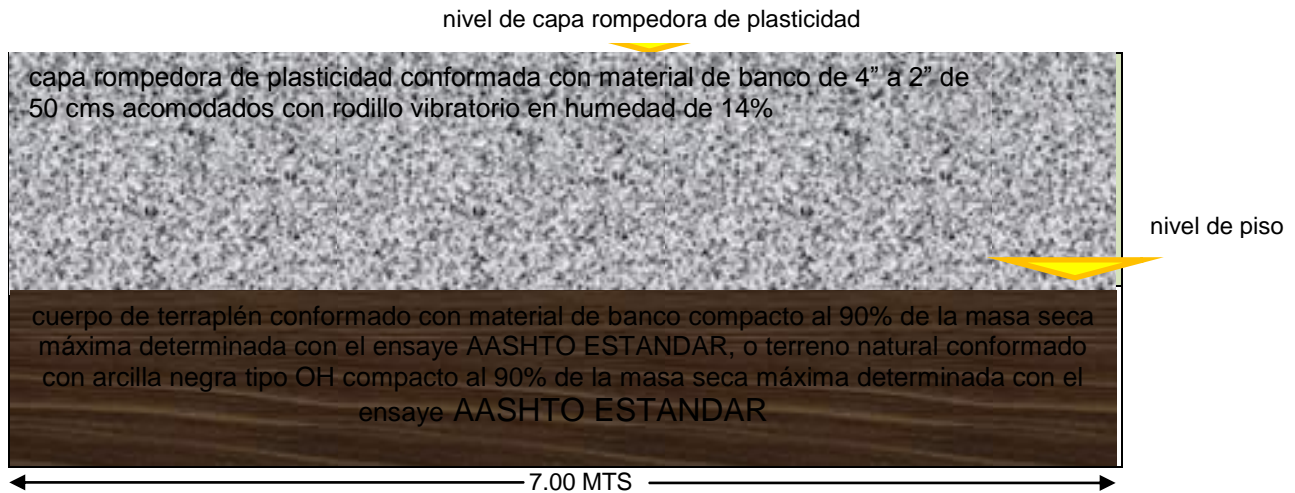 nivel de capa rompedora de plasticidad
capa rompedora de plasticidad conformada con material de banco de 4” a 2” de
50 cms acomodados con rodillo vibratorio en humedad de 14%
nivel de piso
cuerpo de terraplén conformado con material de banco compacto al 90% de la masa seca
máxima determinada con el ensaye AASHTO ESTANDAR, o terreno natural conformado
con arcilla negra tipo OH compacto al 90% de la masa seca máxima determinada con el
ensaye AASHTO ESTANDAR
7.00 MTS